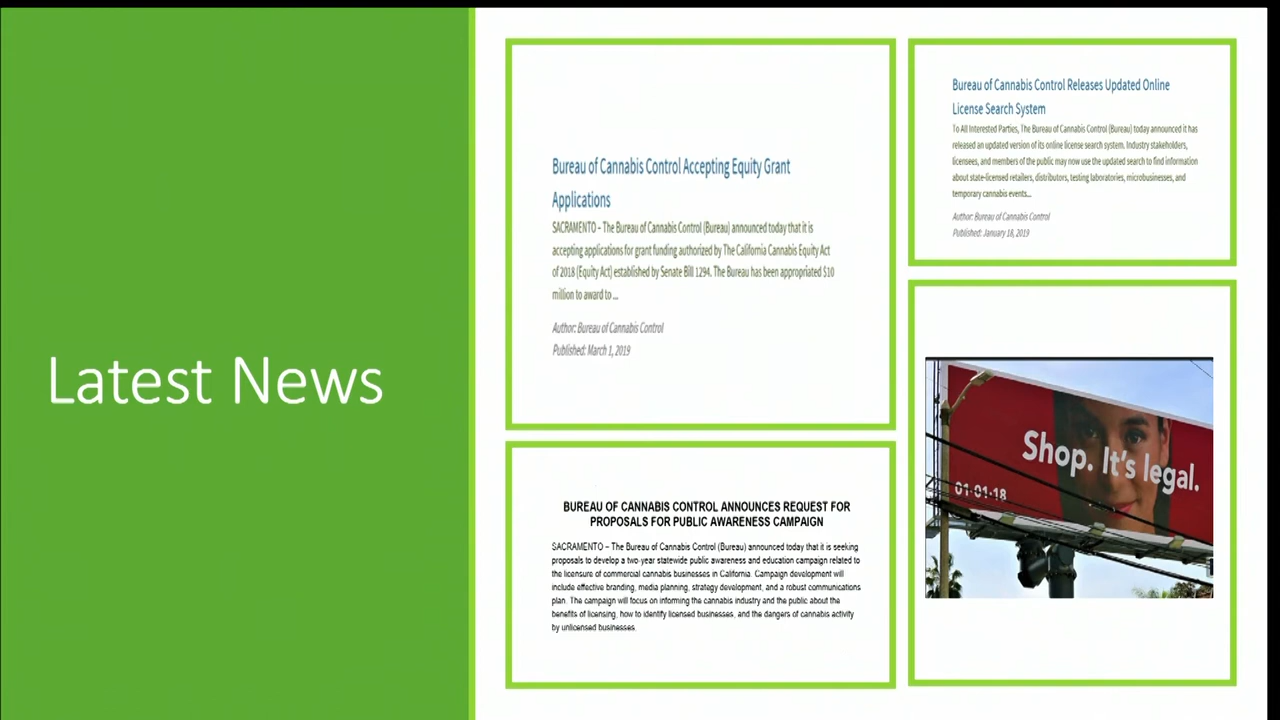 Latest News
Bureau of Cannabis Control Accepting Equity Grant
Applications
SACRAMENTO – The Bureau of Cannabis Control (Bureau) announced today that it is
accepting applications for grant funding authorized by The California Cannabis Equity Act
of 2018 (Equity Act) established by Senate Bill 1294. The Bureau has been appropriated $10
million to award to ...
Author: Bureau of Cannabis Control
Published: March 1, 2019
Bureau of Cannabis Control Releases Updated Online
License Search System
To All Interested Parties, The Bureau of Cannabis Control (Bureau) today announced it has
released an updated version of its online license search system. Industry stakeholders,
licensees, and members of the public may now use the updated search to find information
about state-licensed retailers, distributors, testing laboratories, microbusinesses, and
temporary cannabis events...
Author: Bureau of Cannabis Control
Published: January 18, 2019
BUREAU OF CANNABIS CONTROL ANNOUNCES REQUEST FOR
PROPOSALS FOR PUBLIC AWARENESS CAMPAIGN
SACRAMENTO – The Bureau of Cannabis Control (Bureau) announced today that it is seeking
proposals to develop a two-year statewide public awareness and education campaign related to
the licensure of commercial cannabis businesses in California. Campaign development will
include effective branding, media planning, strategy development, and a robust communications
plan. The campaign will focus on informing the cannabis industry and the public about the
benefits of licensing, how to identify licensed businesses, and the dangers of cannabis activity
by unlicensed businesses.
Shop. It's legal.
01·01·18